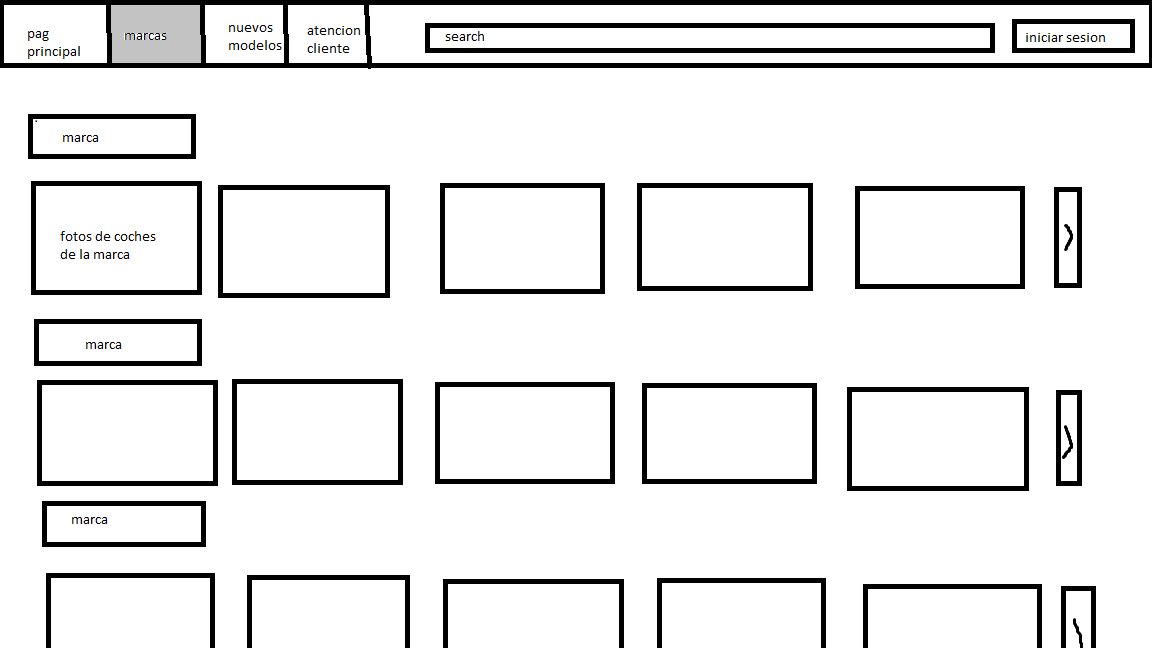 pag
principal
marcas
nuevos
modelos
atencion
cliente
search
iniciar sesion
marca
fotos de coches
de la marca
marca
marca